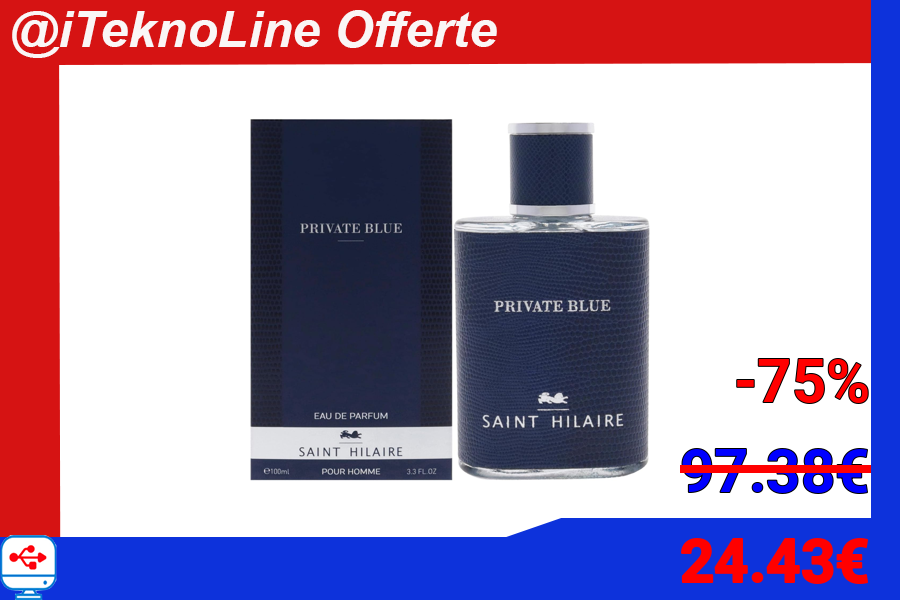 @iTeknoLine Offerte
PRIVATE BLUE
EAU DE PARFUM
SAINT HILAIRE
e100ml
POUR HOMME
3.3 FL OZ
PRIVATE BLUE
SAINT HILAIRE
-75%
97.38€
24.43€